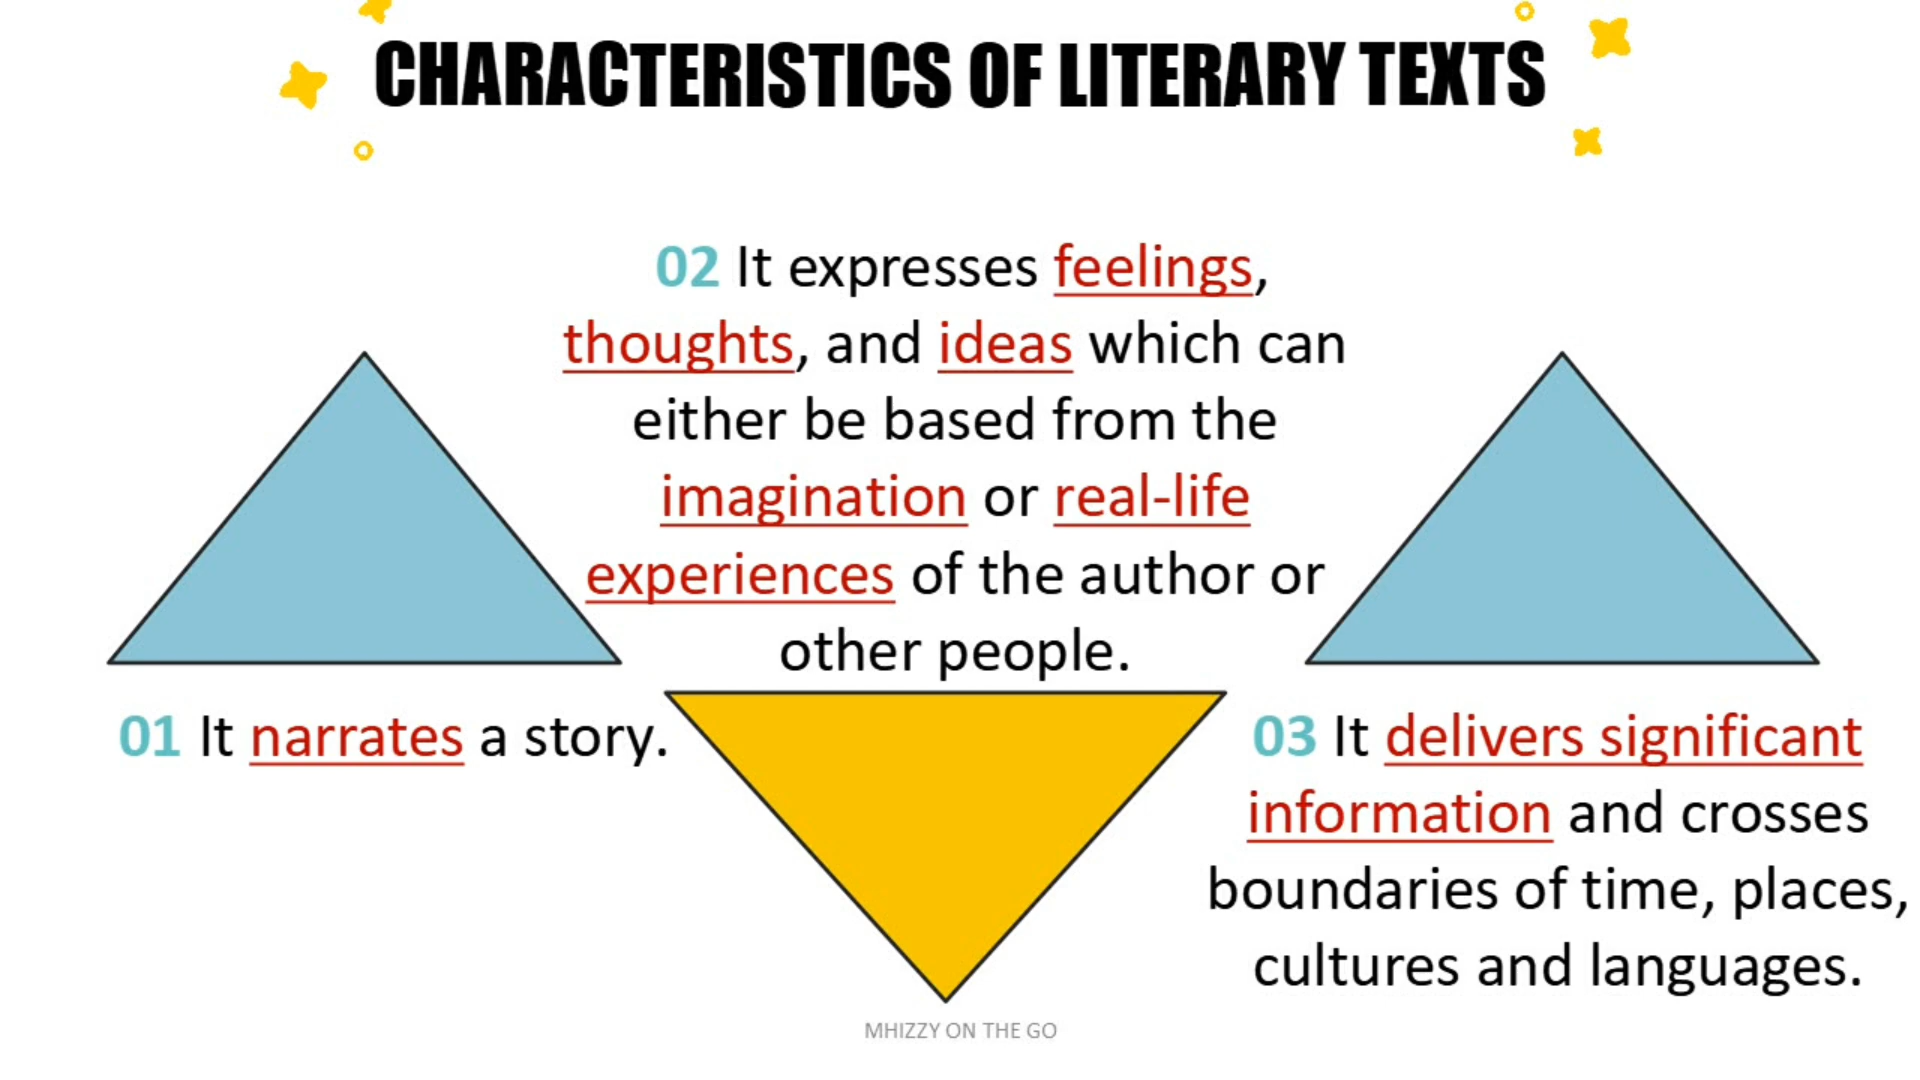 CHARACTERISTICS OF LITERARY TEXTS
01 It narrates a story.
02 It expresses feelings,
thoughts, and ideas which can
either be based from the
imagination or real-life
experiences of the author or
other people.
03 It delivers significant
information and crosses
boundaries of time, places,
cultures and languages.
MHIZZY ON THE GO